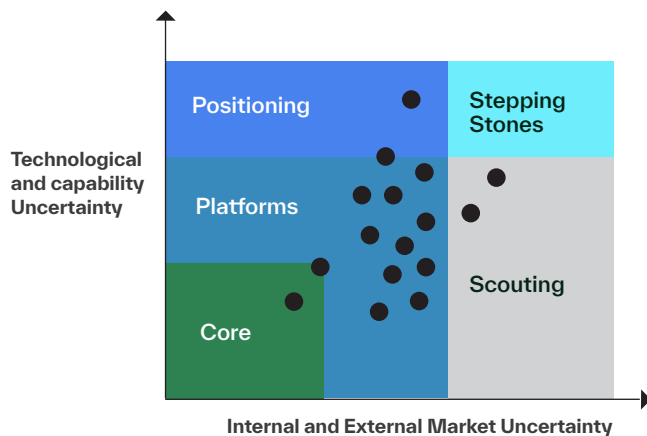 Positioning
Stepping
Stones
Technological
and capability
Uncertainty
Platforms
Scouting
Core
Internal and External Market Uncertainty